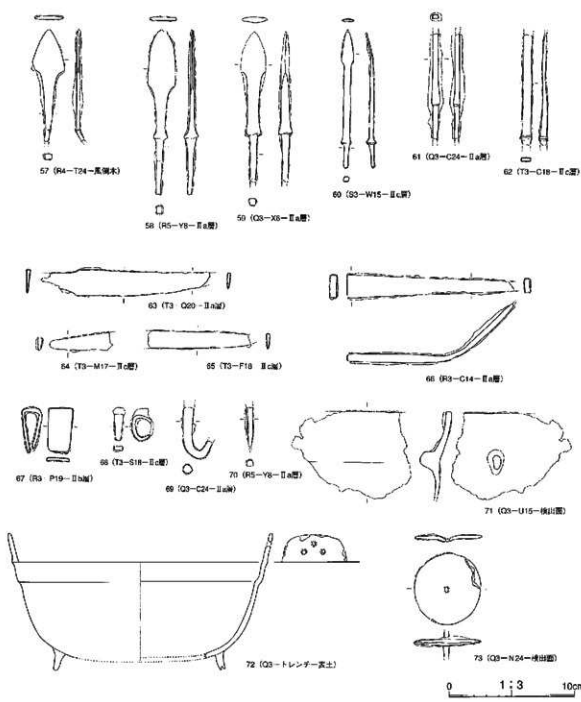 57（R4－T24－風倒木）
58（R5－Y8－Ⅱa層）
59（Q3－X6－Ⅱa層）
60（S3－W15－Ⅱc層）
61（Q3－C24－Ⅱa層）
62（T3－C18－Ⅱc層）
63（T3－Q20－Ⅱa層）
64（T3－M17－Ⅱc層）
65（T3－F18　Ⅱc層）
66（R3－C14－Ⅱa層）
67（R3　P19－Ⅱb層）
68（T3－S18－Ⅱc層）
69（Q3－C24－Ⅱa層）
70（R5－Y8－Ⅱa層）
71（Q3－U15－検出面）
72（Q3－トレンチ－表土）
73（Q3－N24－検出面）
0　1:3　10cm